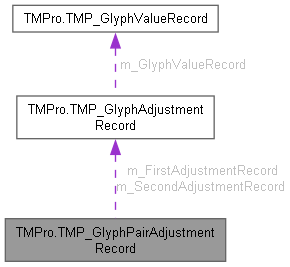 TMPro.TMP_GlyphValueRecord
m_GlyphValueRecord
TMPro.TMP_GlyphAdjustment
Record
m_FirstAdjustmentRecord
m_SecondAdjustmentRecord
TMPro.TMP_GlyphPairAdjustment
Record